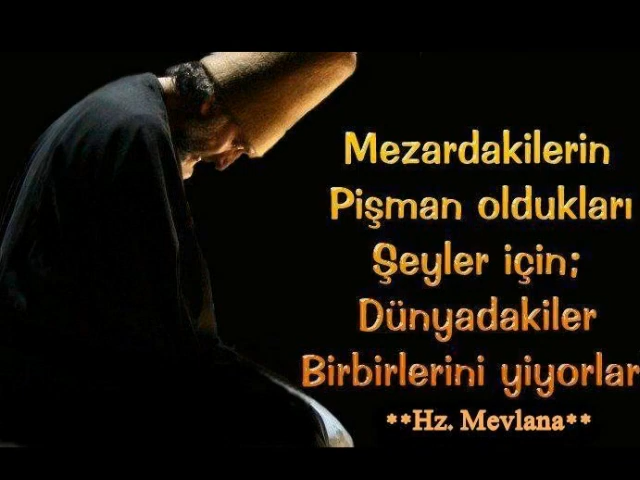 Mezardakilerin
Pişman oldukları
Şeyler için;
Dünyadakiler
Birbirlerini yiyorlar
**Hz. Mevlana**